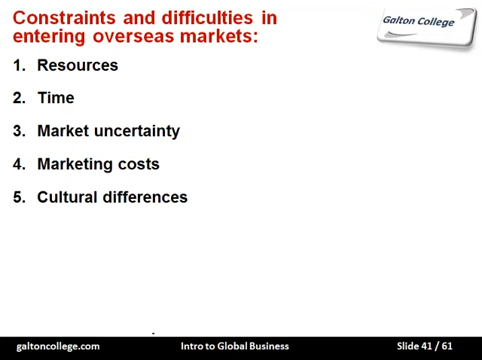 Constraints and difficulties in
entering overseas markets:
Galton College
1. Resources
2. Time
3. Market uncertainty
4. Marketing costs
5. Cultural differences
galtoncollege.com Intro to Global Business Slide 41 / 61